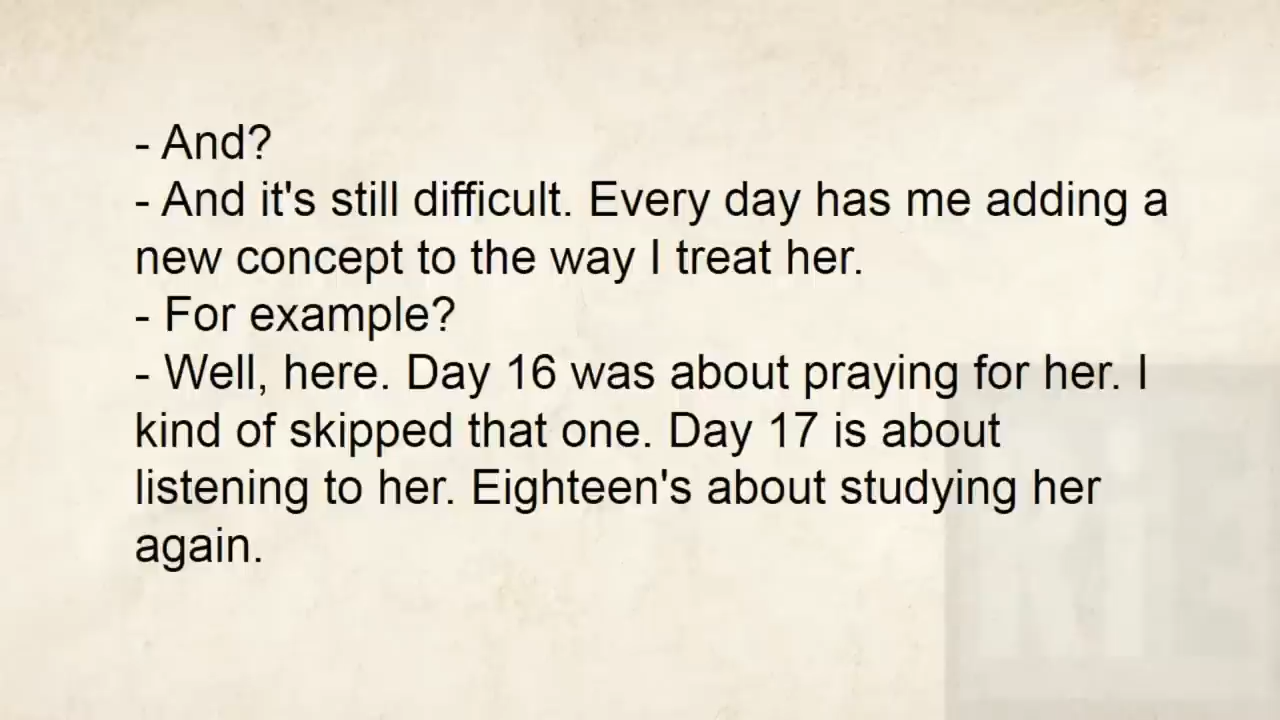 - And?
- And it's still difficult. Every day has me adding a
new concept to the way I treat her.
- For example?
- Well, here. Day 16 was about praying for her. I
kind of skipped that one. Day 17 is about
listening to her. Eighteen's about studying her
again.